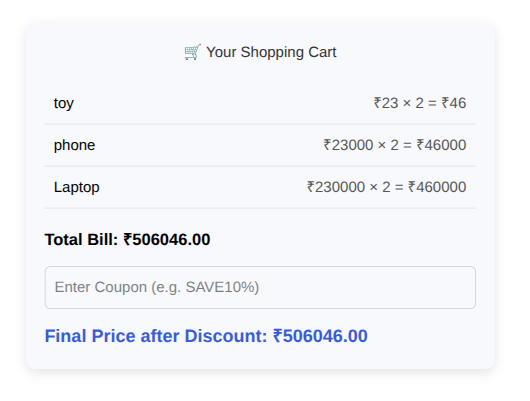 🛒 Your Shopping Cart
toy ₹23 × 2 = ₹46
phone ₹23000 × 2 = ₹46000
Laptop ₹230000 × 2 = ₹460000
Total Bill: ₹506046.00
Enter Coupon (e.g. SAVE10%)
Final Price after Discount: ₹506046.00